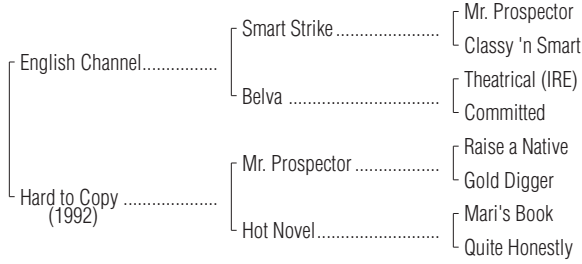 Mr. Prospector
Smart Strike ......................
Classy 'n Smart
English Channel................
Theatrical (IRE)
Belva ................................
Committed
Raise a Native
Mr. Prospector ..................
Gold Digger
Hard to Copy ....................
(1992)
Mari's Book
Hot Novel..........................
Quite Honestly